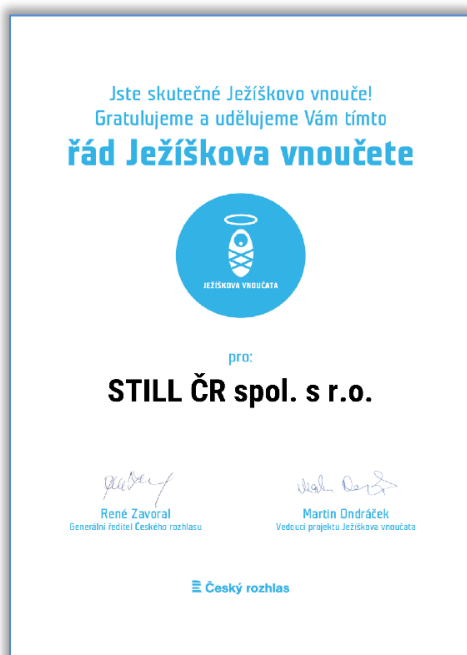 Jste skutečné Ježíškovo vnouče!
Gratulujeme a udělujeme Vám tímto
řád Ježíškova vnoučete
JEŽÍŠKOVA VNOUČATA
pro:
STILL ČR spol. s r.o.
René Zavoral
Generální ředitel Českého rozhlasu
Martin Ondráček
Vedoucí projektu Ježíškova vnoučata
Český rozhlas